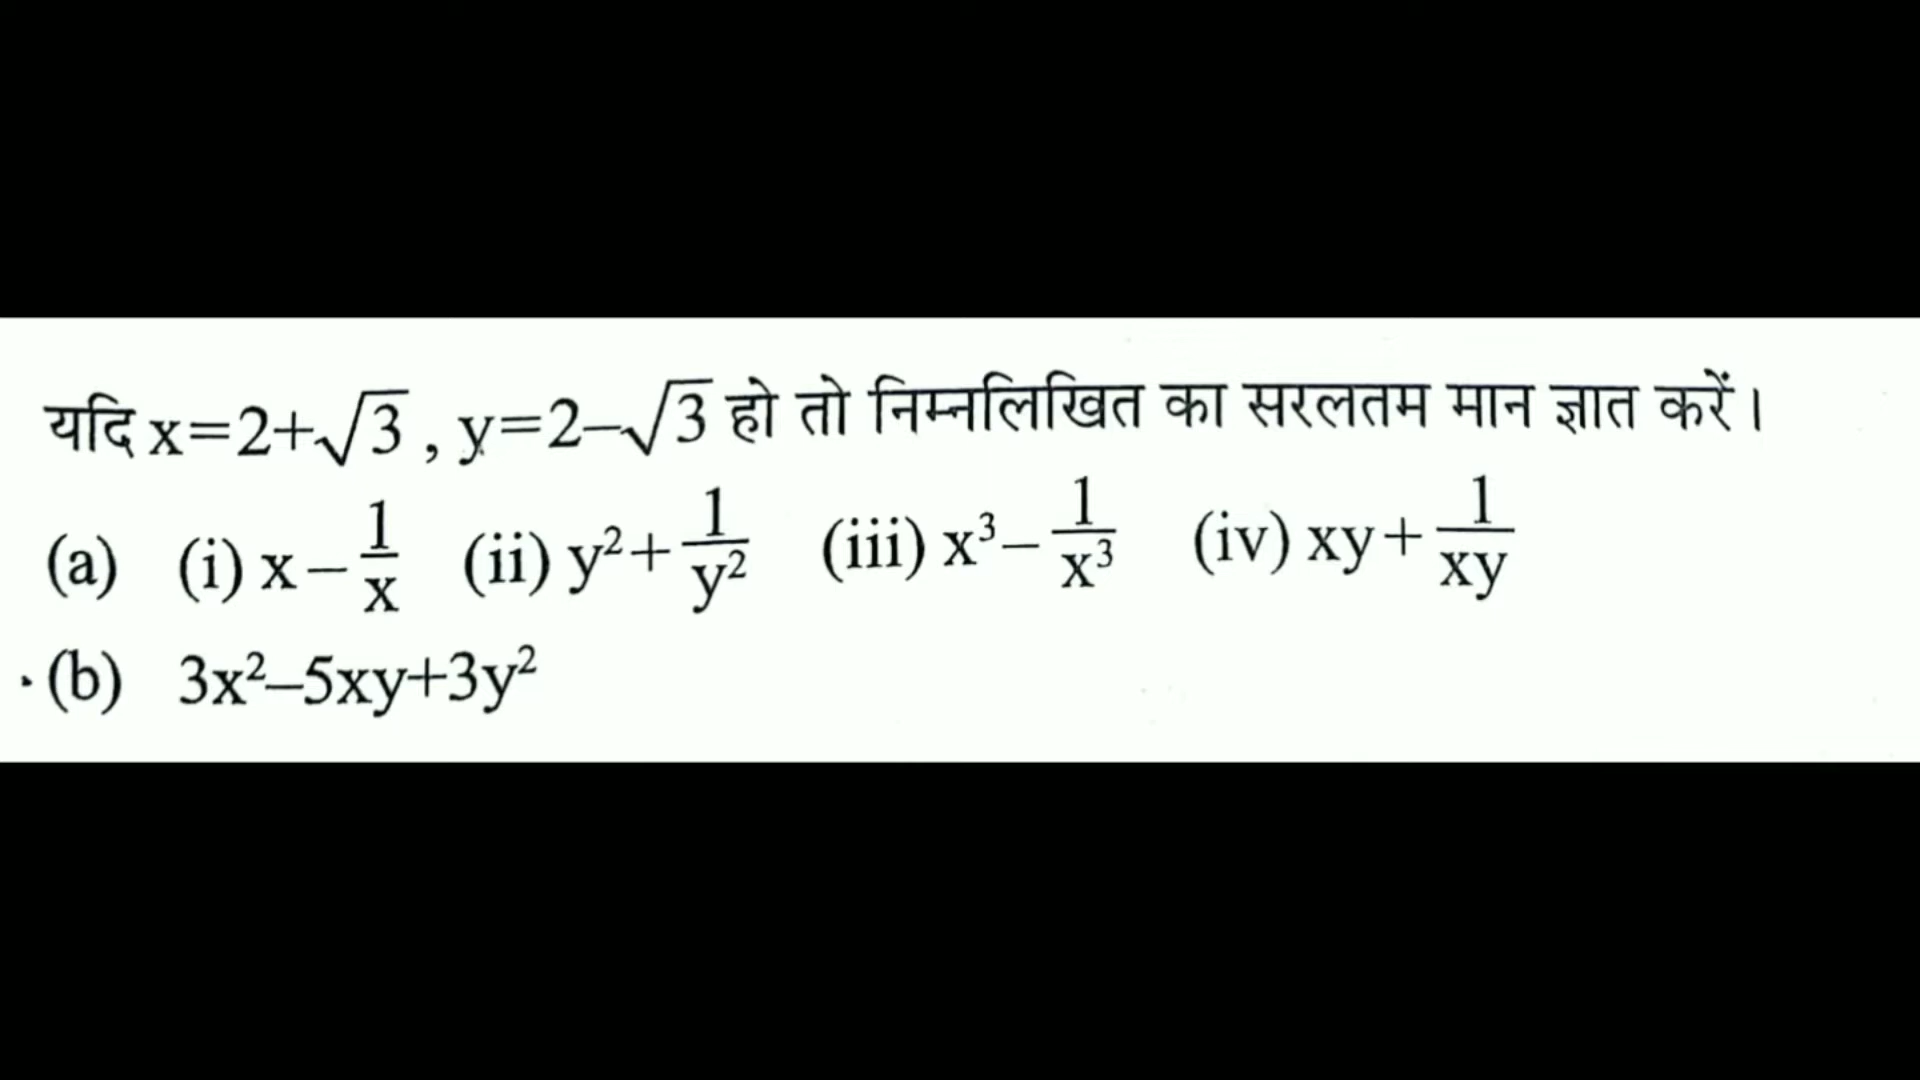 यदि x=2+√3 , y=2–√3 हो तो निम्नलिखित का सरलतम मान ज्ञात करें।
(a) (i) x–1/x (ii) y²+1/y² (iii) x³–1/x³ (iv) xy+1/xy
(b) 3x²–5xy+3y²